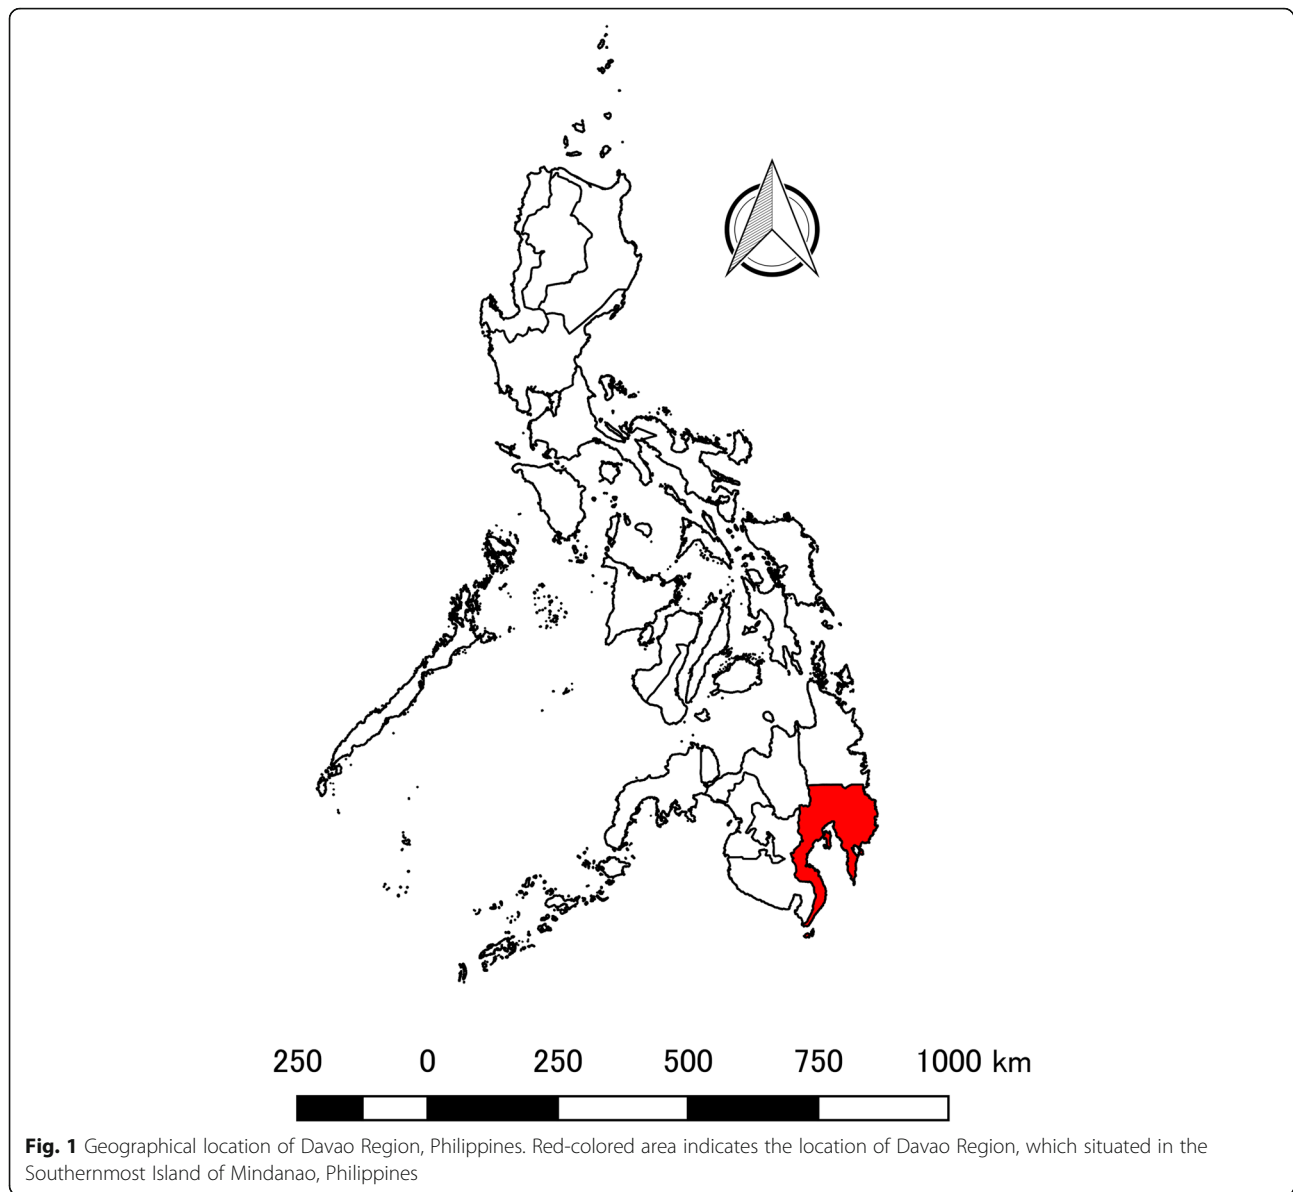 250 0 250 500 750 1000 km
Fig. 1 Geographical location of Davao Region, Philippines. Red-colored area indicates the location of Davao Region, which situated in the
Southernmost Island of Mindanao, Philippines